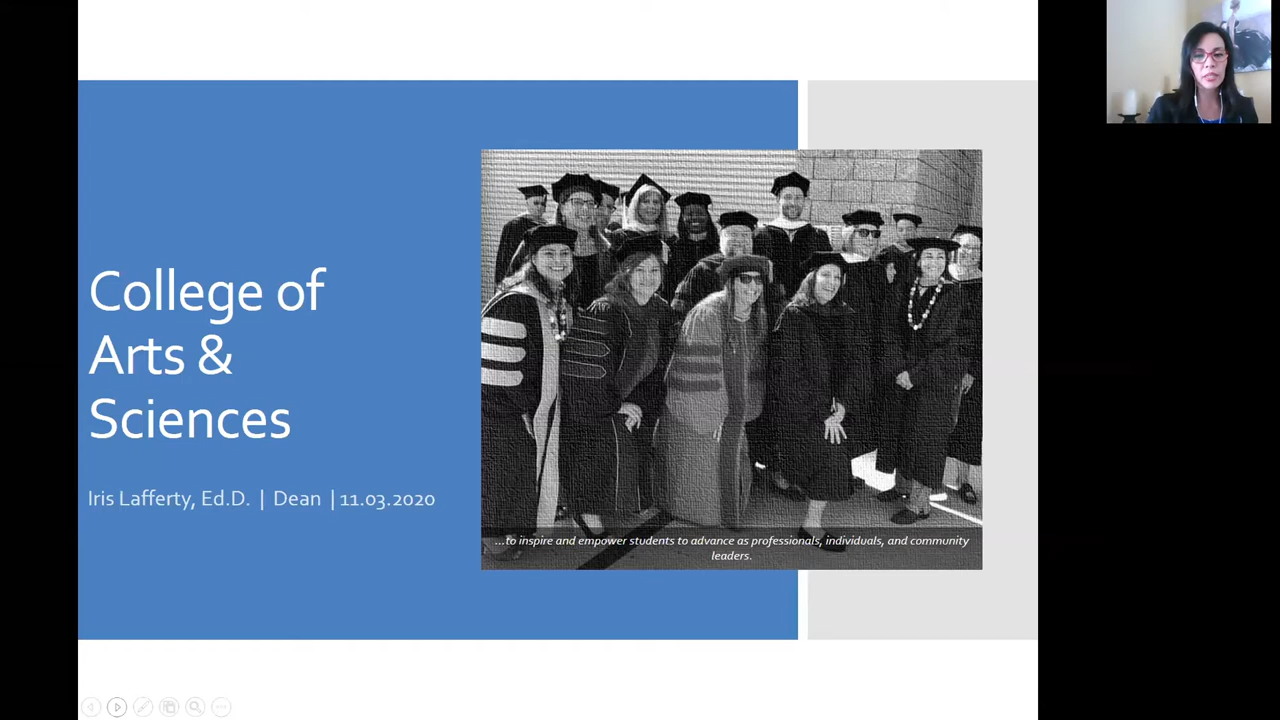 College of
Arts &
Sciences
Iris Lafferty, Ed.D. | Dean | 11.03.2020
...to inspire and empower students to advance as professionals, individuals, and community
leaders.